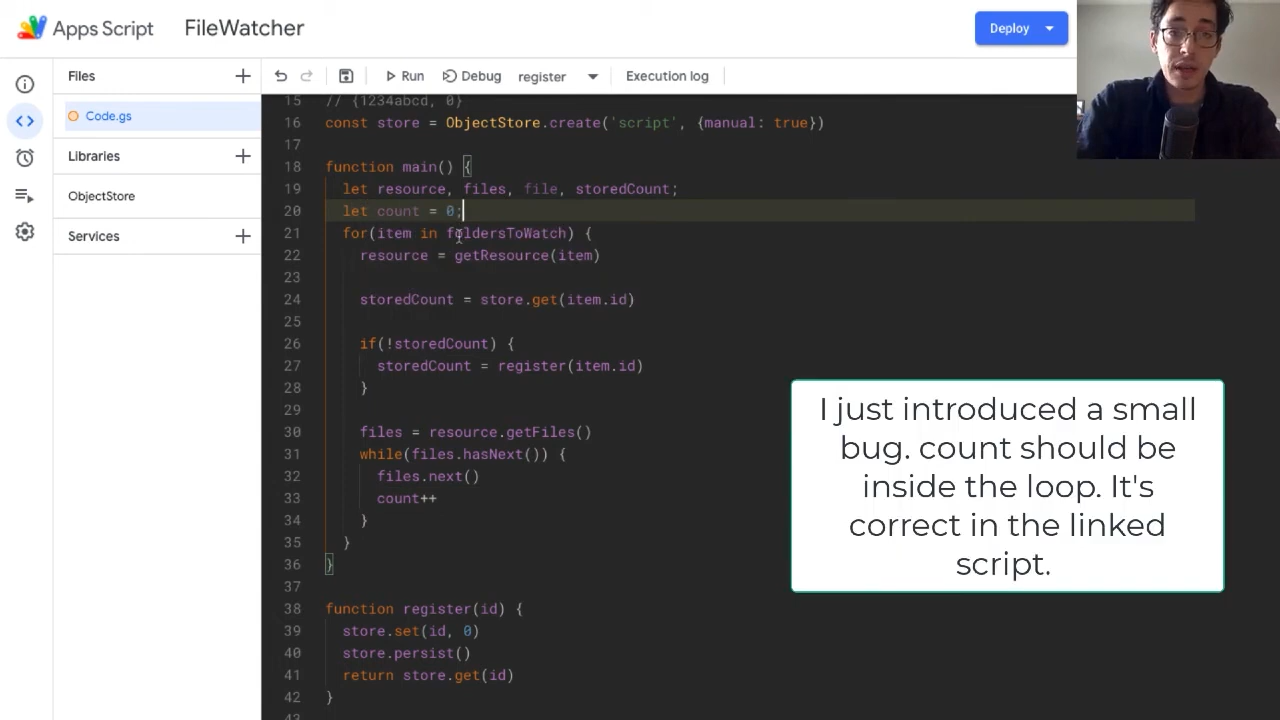 Apps Script
FileWatcher
Deploy
Files
Run
Debug
register
Execution log
Code.gs
Libraries
ObjectStore
Services
15 // {1234abcd, 0}
16 const store = ObjectStore.create('script', {manual: true})
17
18 function main() {
19 let resource, files, file, storedCount;
20 let count = 0;
21 for(item in foldersToWatch) {
22 resource = getResource(item)
23
24 storedCount = store.get(item.id)
25
26 if(!storedCount) {
27 storedCount = register(item.id)
28 }
29
30 files = resource.getFiles()
31 while(files.hasNext()) {
32 files.next()
33 count++
34 }
35 }
36 }
37
38 function register(id) {
39 store.set(id, 0)
40 store.persist()
41 return store.get(id)
42 }
43
I just introduced a small
bug. count should be
inside the loop. It's
correct in the linked
script.